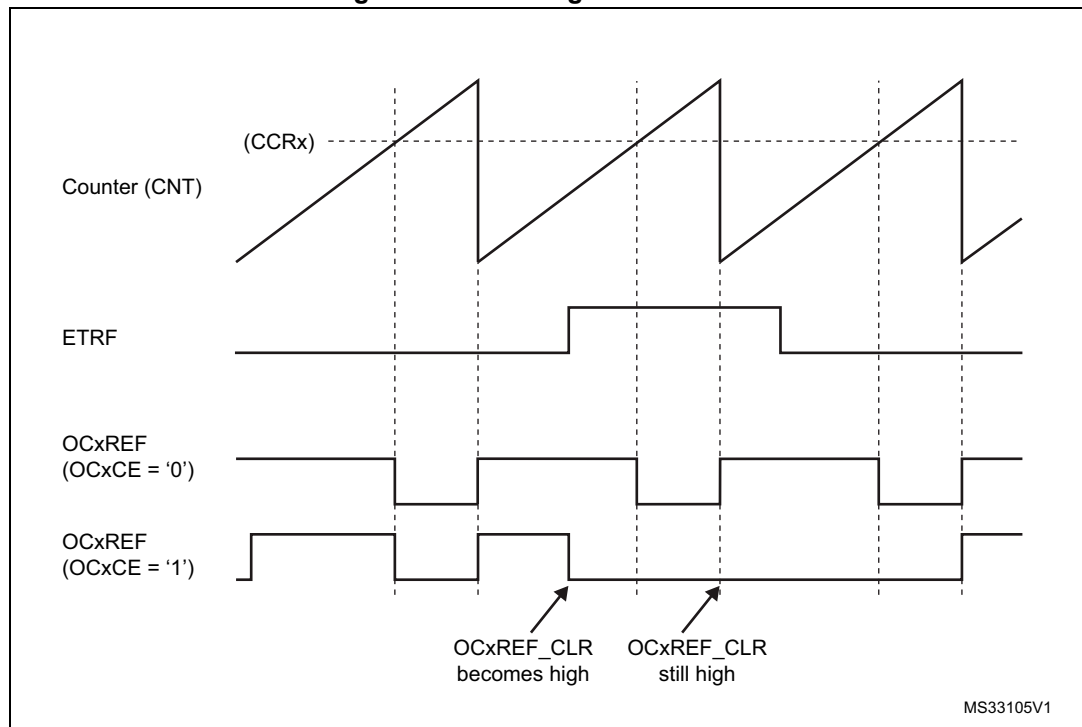 (CCRx)
Counter (CNT)
ETRF
OCxREF
(OCxCE = ‘0’)
OCxREF
(OCxCE = ‘1’)
OCxREF_CLR
becomes high
OCxREF_CLR
still high
MS33105V1